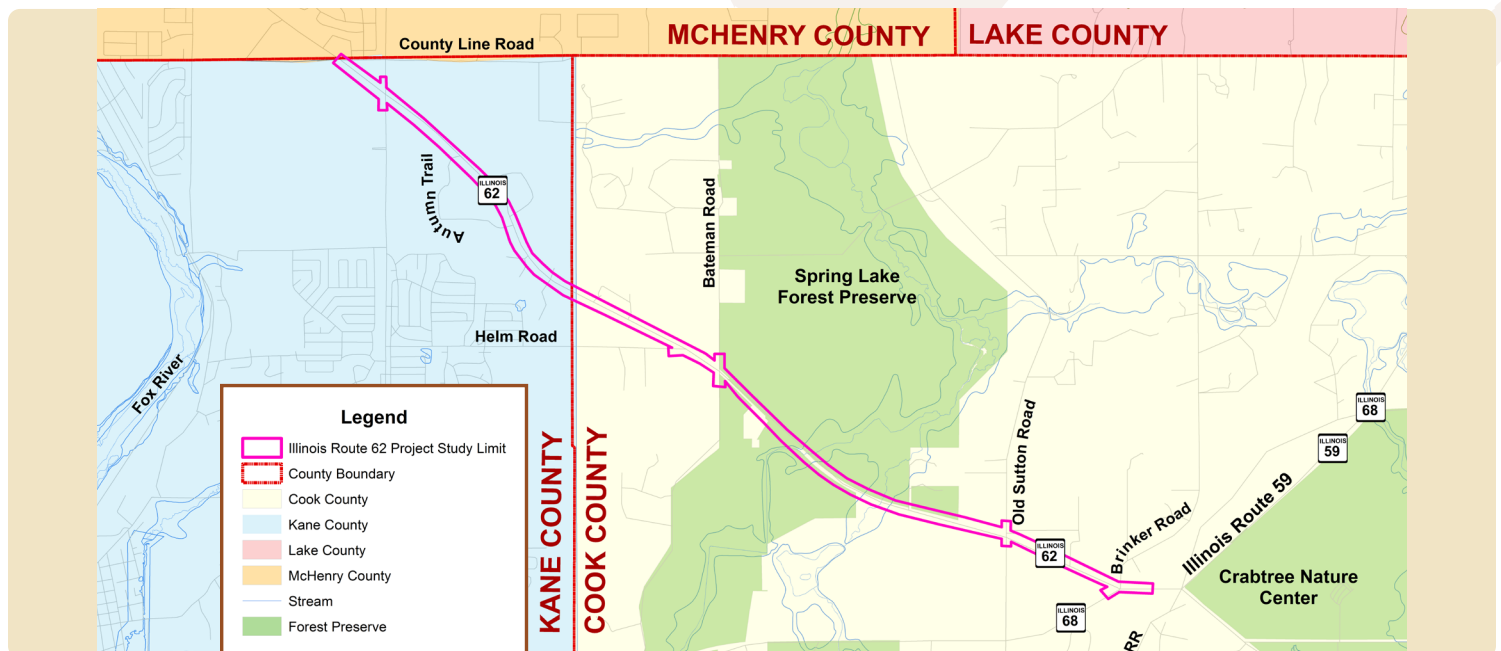 MCHENRY COUNTY
LAKE COUNTY
County Line Road
Autumn Trail
ILLINOIS
62
Bateman Road
Spring Lake
Forest Preserve
Helm Road
Fox River
Legend
Illinois Route 62 Project Study Limit
County Boundary
Cook County
Kane County
Lake County
McHenry County
Stream
Forest Preserve
KANE COUNTY
COOK COUNTY
Old Sutton Road
ILLINOIS
68
ILLINOIS
59
Illinois Route 59
Brinker Road
ILLINOIS
62
Crabtree Nature
Center
ILLINOIS
68
RR